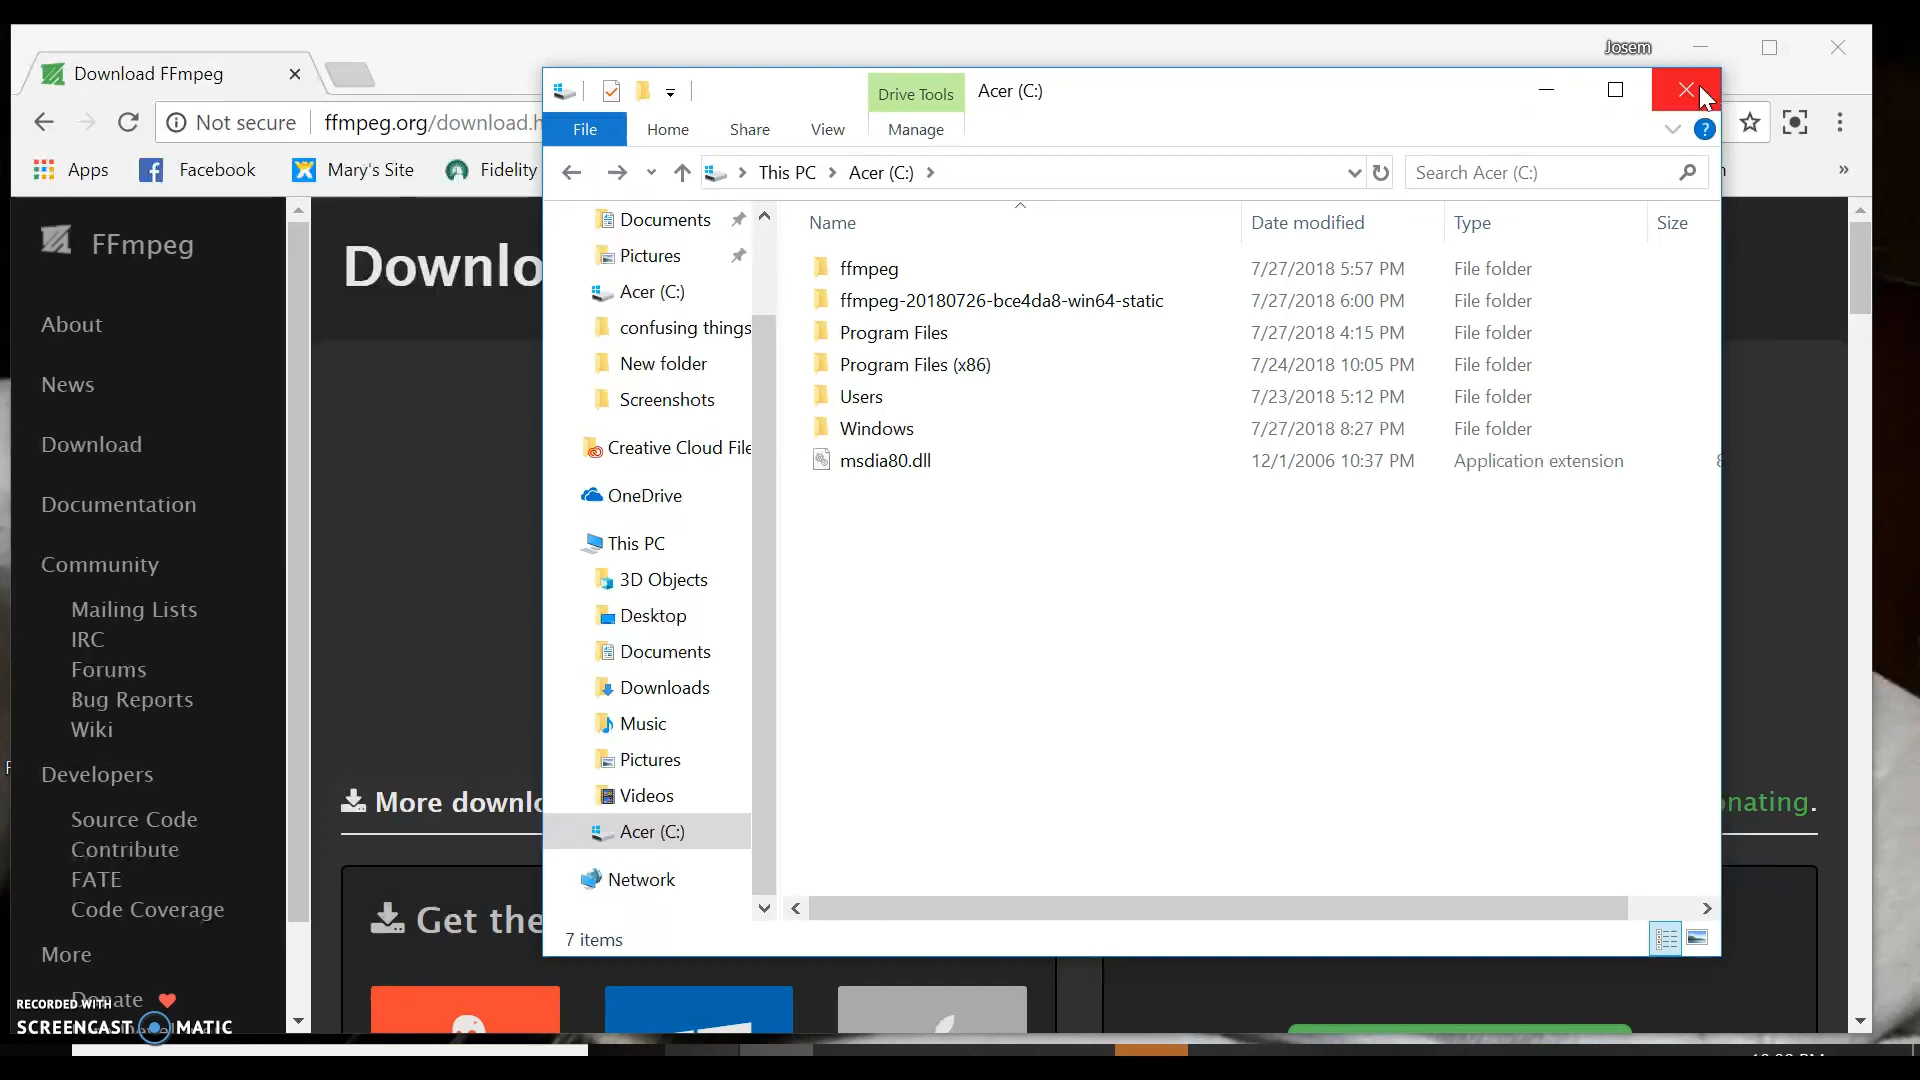 Josem
Download FFmpeg
Not secure
ffmpeg.org/download.h
Apps
Facebook
Mary's Site
Fidelity
FFmpeg
About
News
Download
Documentation
Community
Mailing Lists
IRC
Forums
Bug Reports
Wiki
Developers
Source Code
Contribute
FATE
Code Coverage
More
Donate
RECORDED WITH
SCREENCAST MATIC
Downlo
More downlo
onating.
Get the
Drive Tools
Acer (C:)
File
Home
Share
View
Manage
This PC
Acer (C:)
Search Acer (C:)
Documents
Pictures
Acer (C:)
confusing things
New folder
Screenshots
Creative Cloud File
OneDrive
This PC
3D Objects
Desktop
Documents
Downloads
Music
Pictures
Videos
Acer (C:)
Network
Name Date modified Type Size
ffmpeg 7/27/2018 5:57 PM File folder
ffmpeg-20180726-bce4da8-win64-static 7/27/2018 6:00 PM File folder
Program Files 7/27/2018 4:15 PM File folder
Program Files (x86) 7/24/2018 10:05 PM File folder
Users 7/23/2018 5:12 PM File folder
Windows 7/27/2018 8:27 PM File folder
msdia80.dll 12/1/2006 10:37 PM Application extension
7 items